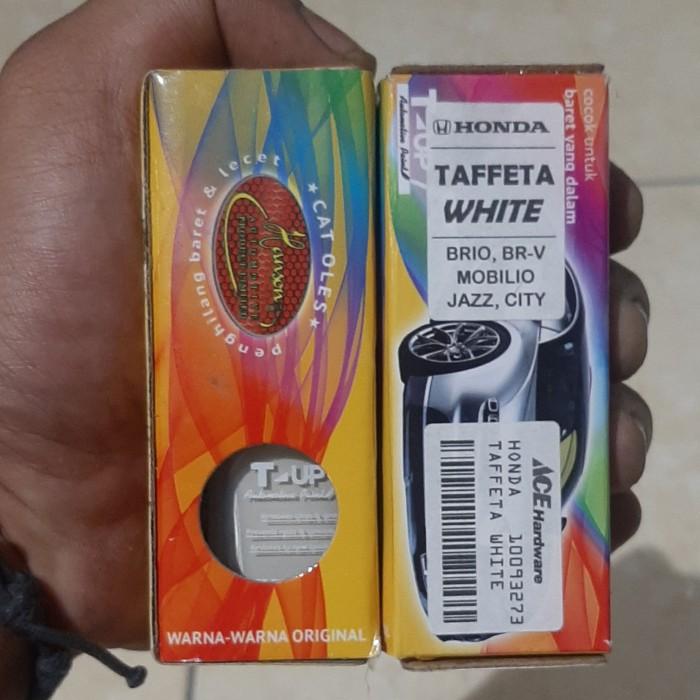 penghilang baret & lecet
★CAT OLES★
Hanxen
T-UP
WARNA-WARNA ORIGINAL
T-UP
cocok untuk
baret yang dalam
HONDA
TAFFETA
WHITE
BRIO, BR-V
MOBILIO
JAZZ, CITY
ACE Hardware
10093273
HONDA
TAFFETA WHITE